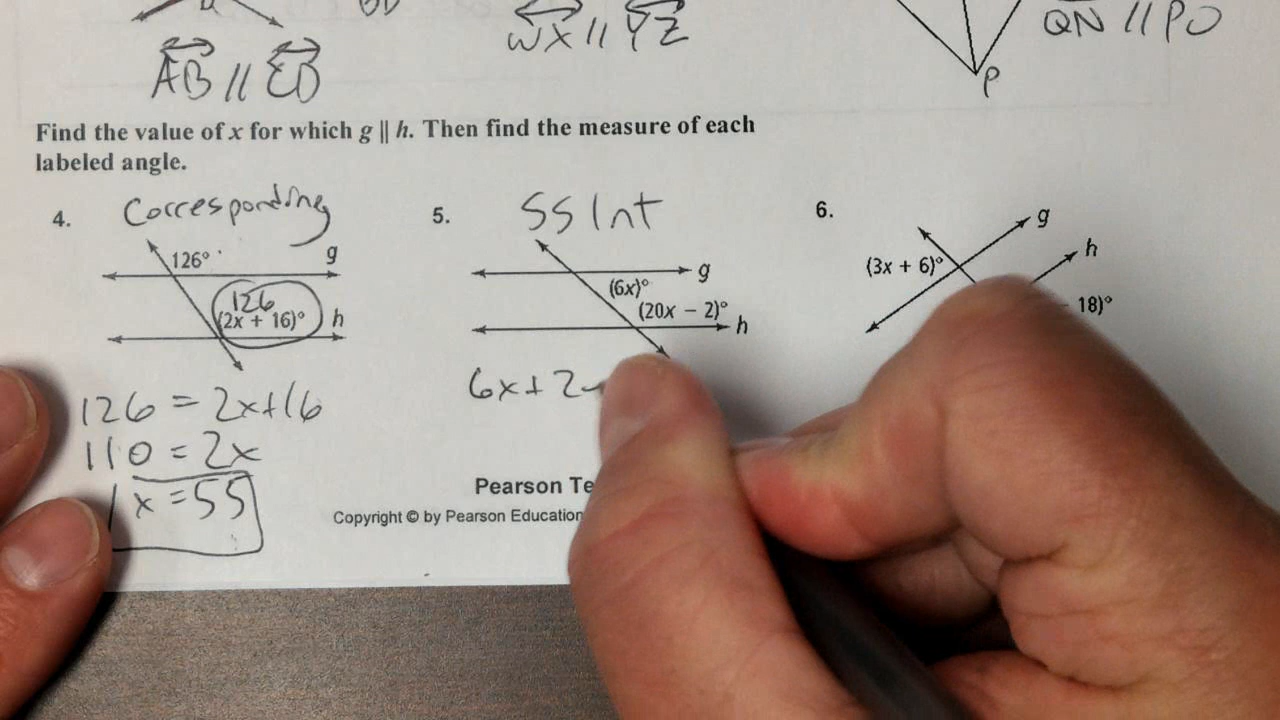 AB // ED
WX // YZ
QN // PO
P
Find the value of x for which g || h. Then find the measure of each
labeled angle.
4. Corresponding
126°
g
126
(2x + 16)°
h
126 = 2x+16
110 = 2x
x = 55
5. SS Int
g
(6x)°
(20x − 2)°
h
6x + 2
6.
g
h
(3x + 6)°
18)°
Pearson Te
Copyright © by Pearson Education